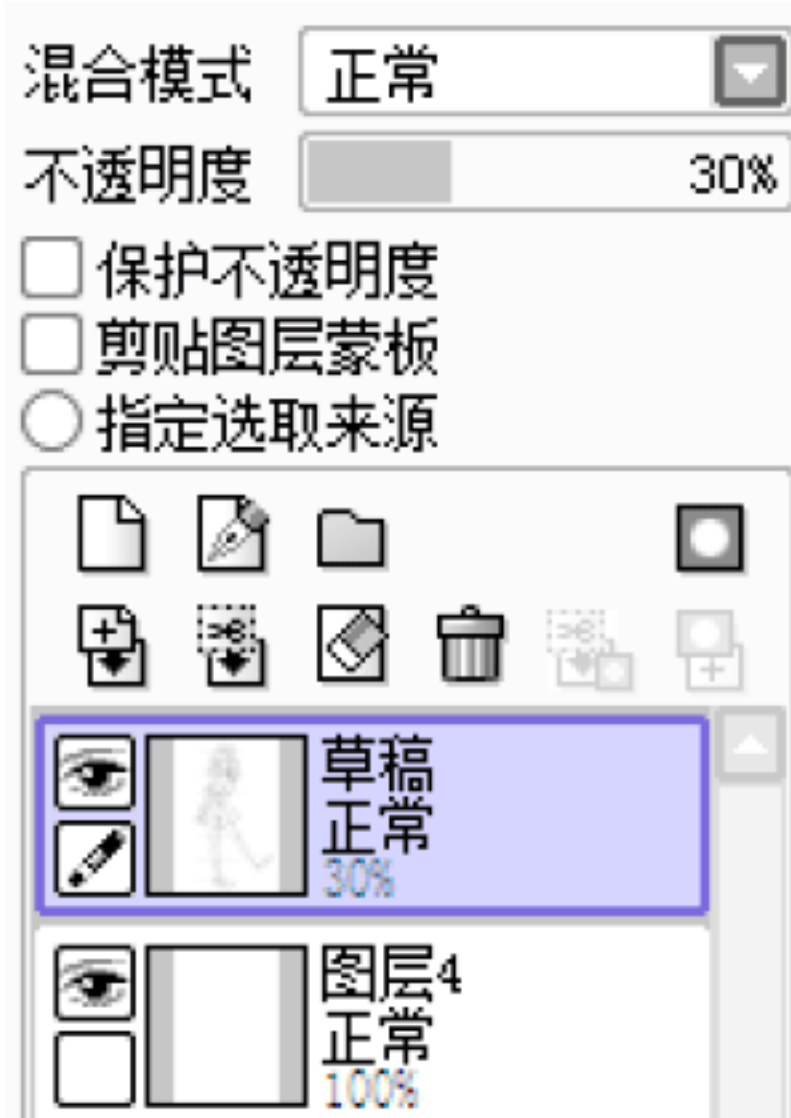 混合模式 正常
不透明度 30%
保护不透明度
剪贴图层蒙板
指定选取来源
草稿
正常
30%
图层4
正常
100%